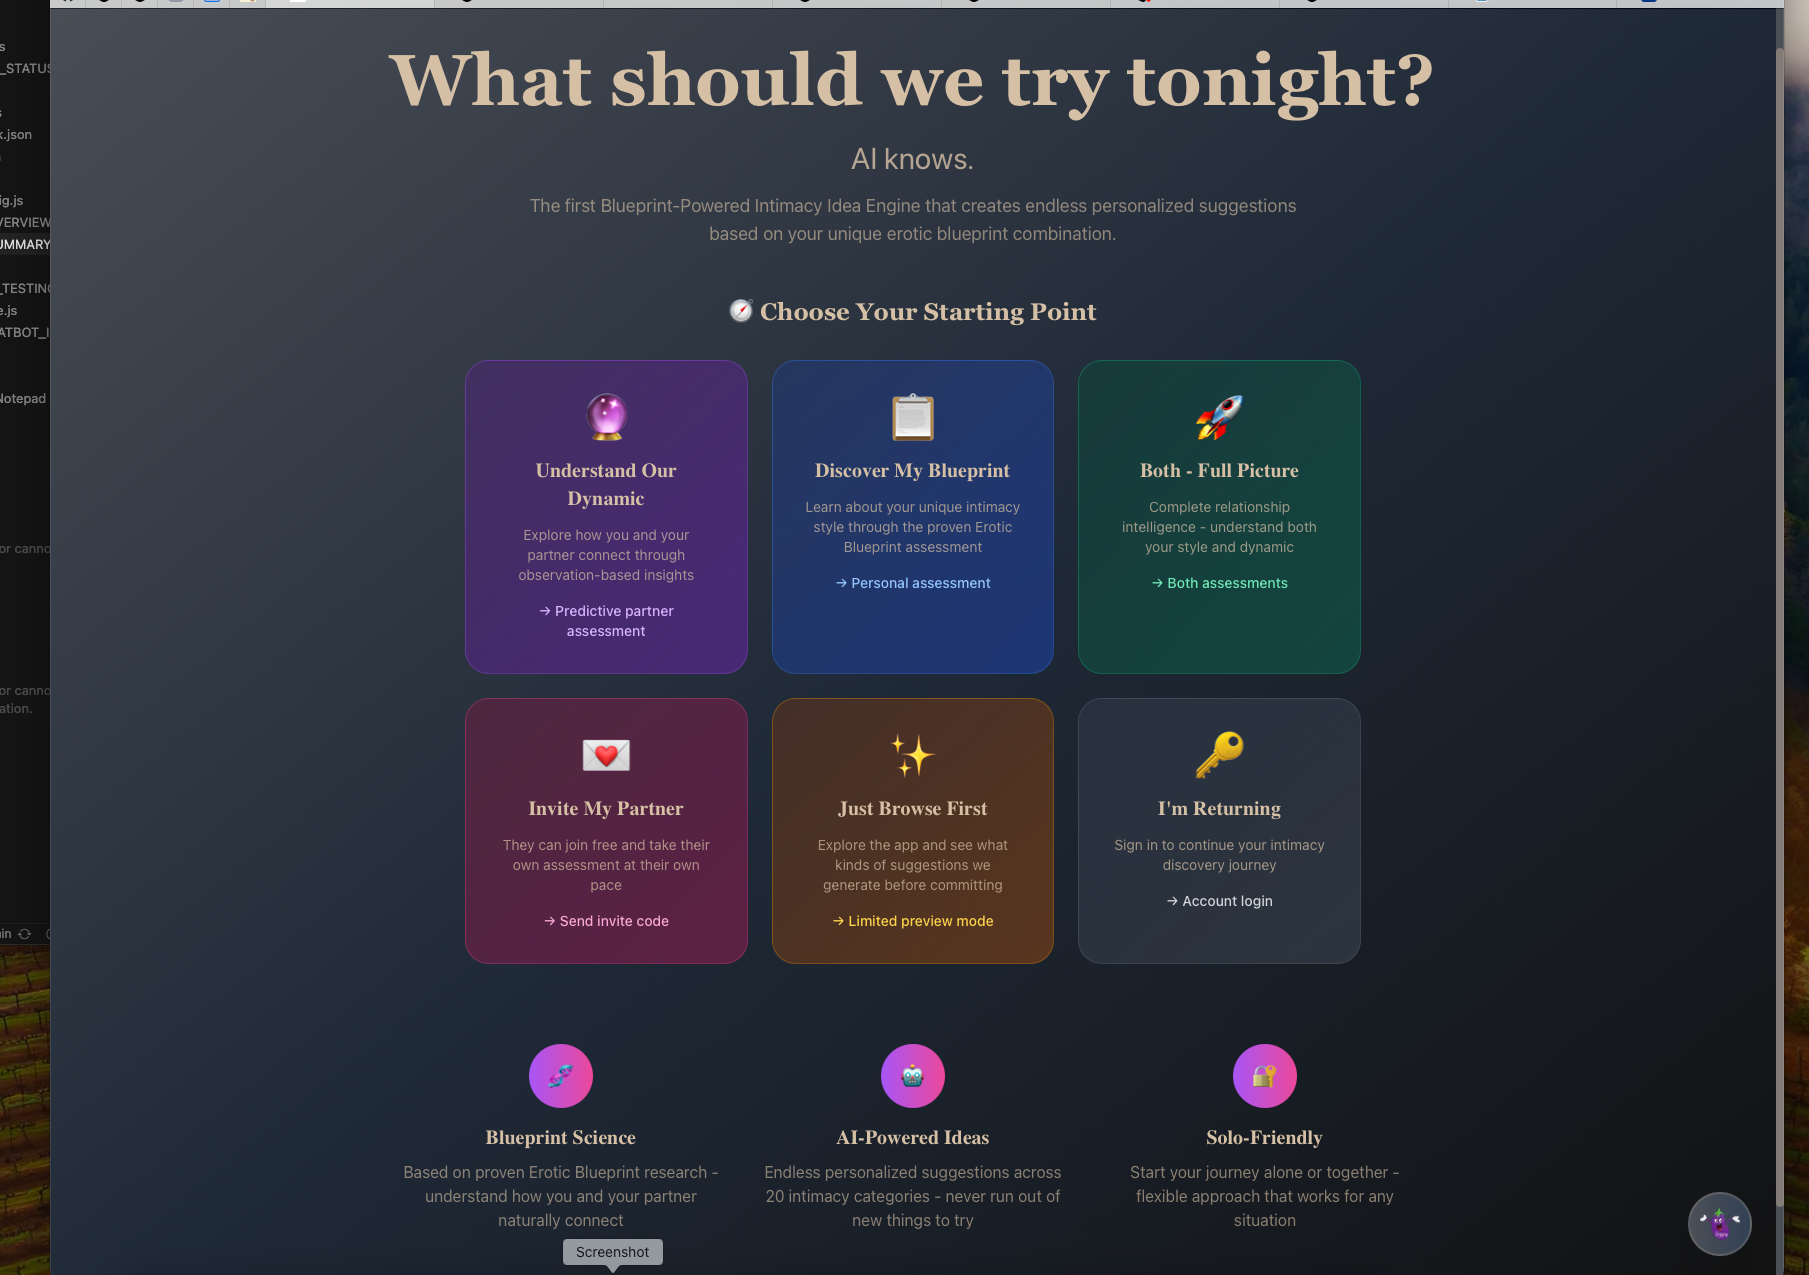 What should we try tonight?
AI knows.
The first Blueprint-Powered Intimacy Idea Engine that creates endless personalized suggestions
based on your unique erotic blueprint combination.
🧭 Choose Your Starting Point
Understand Our
Dynamic
Explore how you and your
partner connect through
observation-based insights
→ Predictive partner
assessment
Discover My Blueprint
Learn about your unique intimacy
style through the proven Erotic
Blueprint assessment
→ Personal assessment
Both - Full Picture
Complete relationship
intelligence - understand both
your style and dynamic
→ Both assessments
Invite My Partner
They can join free and take their
own assessment at their own
pace
→ Send invite code
Just Browse First
Explore the app and see what
kinds of suggestions we
generate before committing
→ Limited preview mode
I'm Returning
Sign in to continue your intimacy
discovery journey
→ Account login
Blueprint Science
Based on proven Erotic Blueprint research -
understand how you and your partner
naturally connect
AI-Powered Ideas
Endless personalized suggestions across
20 intimacy categories - never run out of
new things to try
Solo-Friendly
Start your journey alone or together -
flexible approach that works for any
situation
Screenshot
s
_STATUS
k.json
ig.js
VERVIEW
UMMARY
_TESTING
e.js
ATBOT_I
Notepad
or canno
or canno
ation.
in